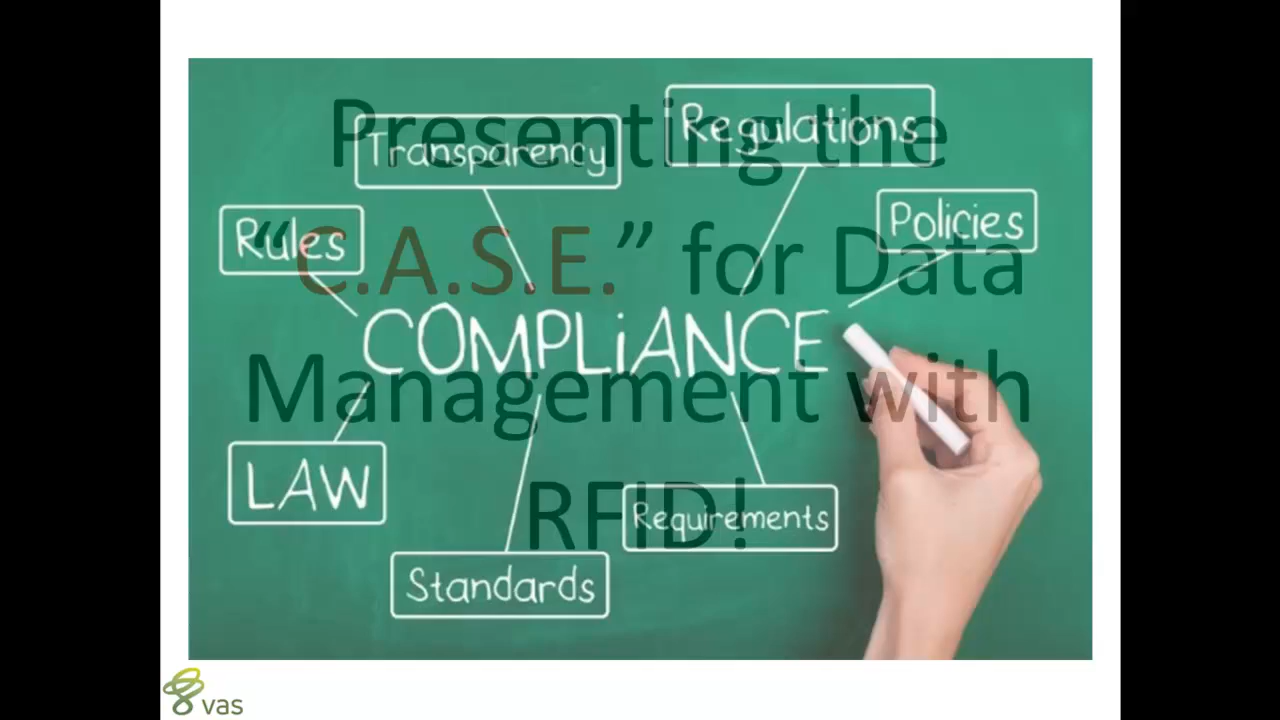 Presenting the
“C.A.S.E.” for Data
Management with
RFID!
Regulations
Transparency
Policies
Rules
COMPLiANCE
LAW
Requirements
Standards
vas